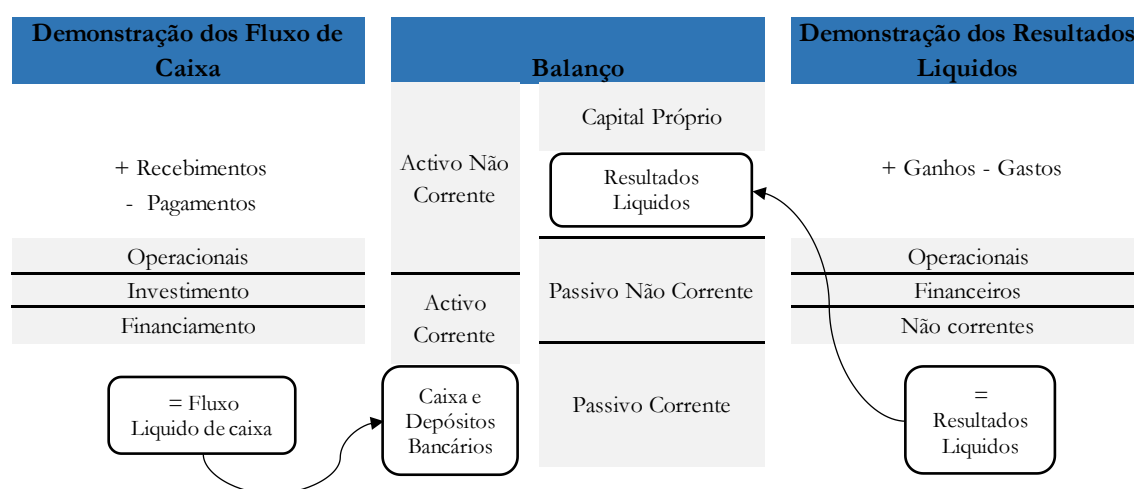 Demonstração dos Fluxo de
Caixa
+ Recebimentos
- Pagamentos
Operacionais
Investimento
Financiamento
= Fluxo
Liquido de caixa
Balanço
Activo Não
Corrente
Activo
Corrente
Caixa e
Depósitos
Bancários
Capital Próprio
Resultados
Liquidos
Passivo Não Corrente
Passivo Corrente
Demonstração dos Resultados
Liquidos
+ Ganhos - Gastos
Operacionais
Financeiros
Não correntes
=
Resultados
Liquidos